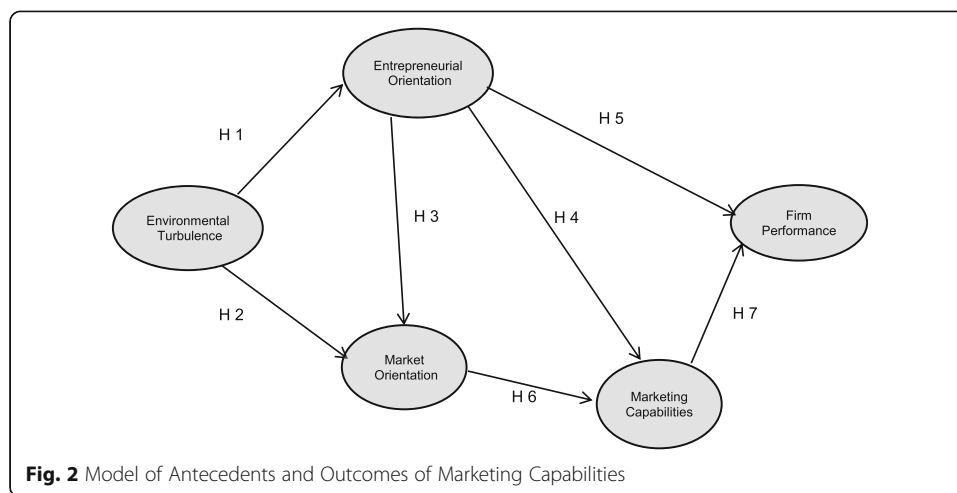 Entrepreneurial
Orientation
H 1
H 5
Environmental
Turbulence
H 3
H 4
Firm
Performance
H 2
H 7
Market
Orientation
H 6
Marketing
Capabilities
Fig. 2 Model of Antecedents and Outcomes of Marketing Capabilities